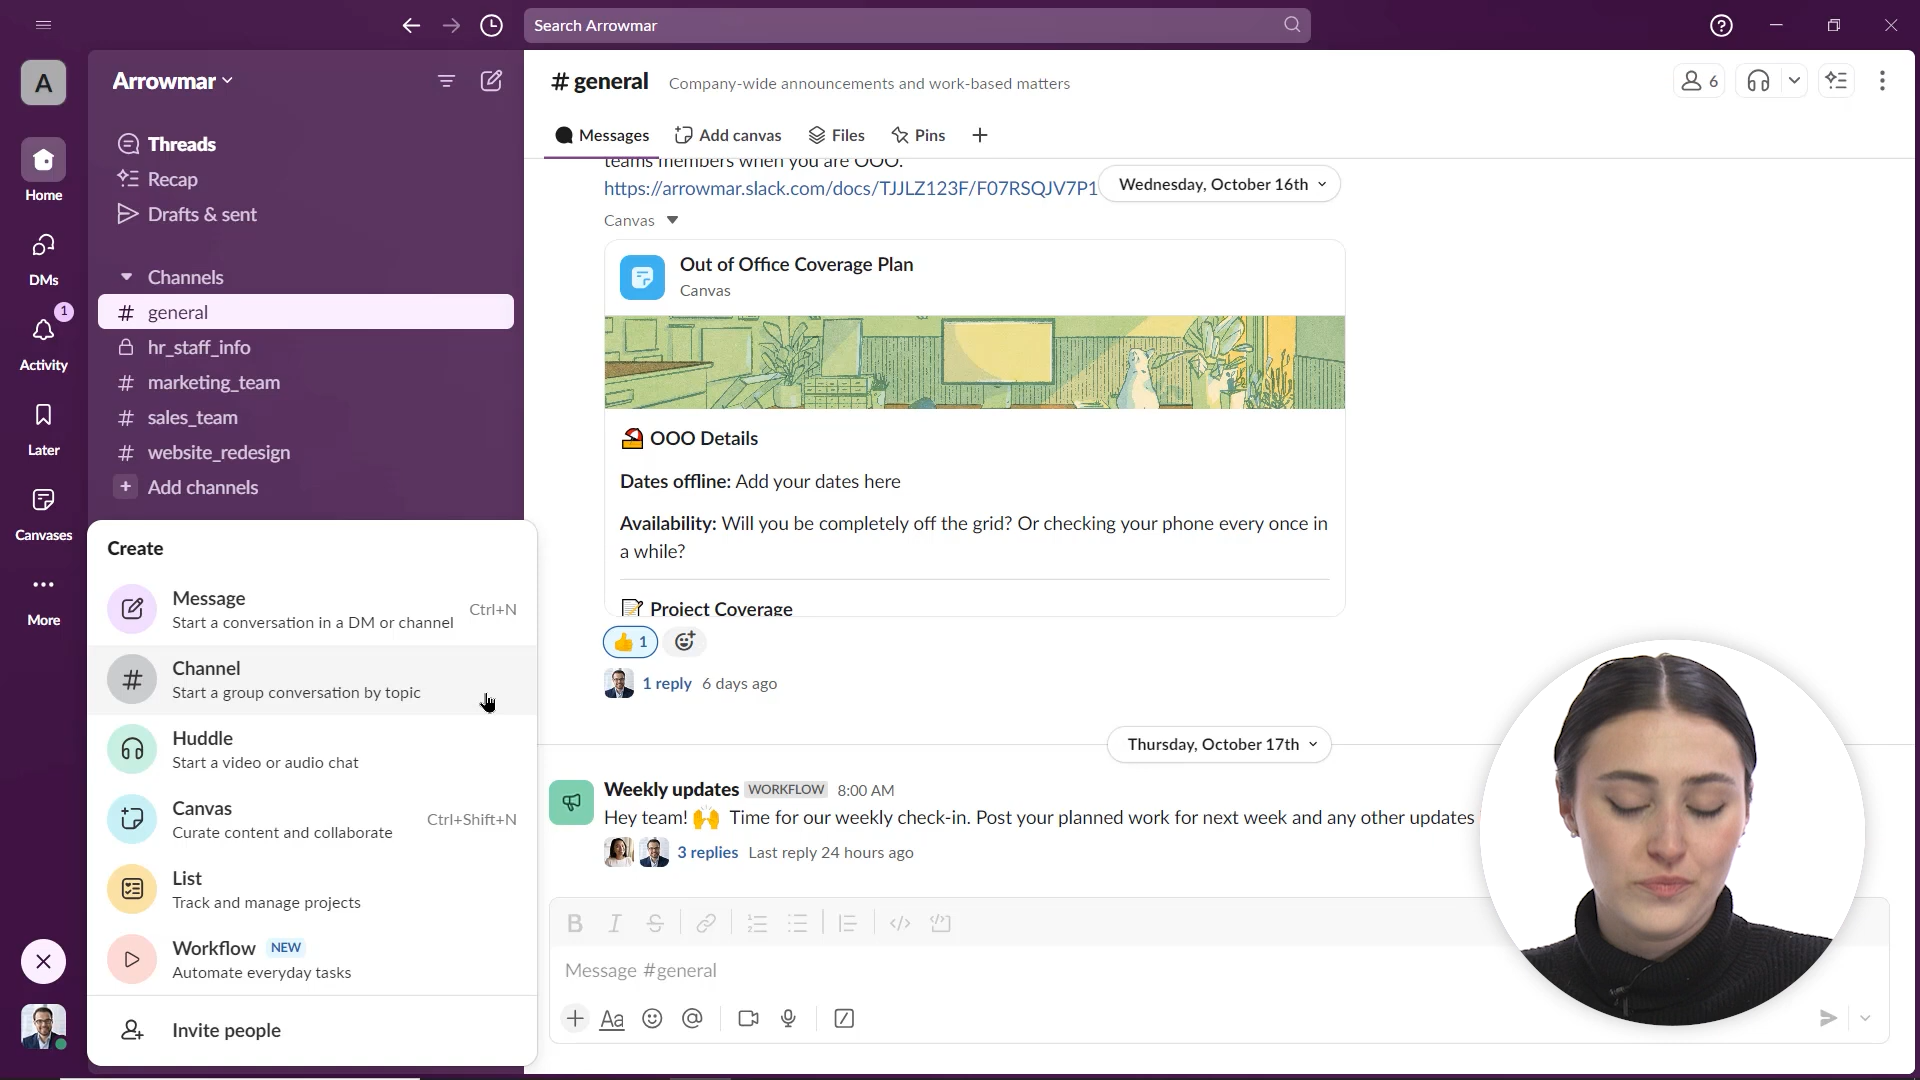 Search Arrowmar
A
Arrowmar
Home
DMs
1
Activity
Later
Canvases
More
Threads
Recap
Drafts & sent
Channels
# general
hr_staff_info
# marketing_team
# sales_team
# website_redesign
+ Add channels
Create
Message
Start a conversation in a DM or channel
Ctrl+N
# Channel
Start a group conversation by topic
Huddle
Start a video or audio chat
Canvas
Curate content and collaborate
Ctrl+Shift+N
List
Track and manage projects
Workflow NEW
Automate everyday tasks
Invite people
# general Company-wide announcements and work-based matters
6
Messages Add canvas Files Pins +
teams members when you are OOO.
https://arrowmar.slack.com/docs/TJJLZ123F/F07RSQJV7P1
Wednesday, October 16th
Canvas
Out of Office Coverage Plan
Canvas
OOO Details
Dates offline: Add your dates here
Availability: Will you be completely off the grid? Or checking your phone every once in
a while?
Project Coverage
1
1 reply 6 days ago
Thursday, October 17th
Weekly updates WORKFLOW 8:00 AM
Hey team! Time for our weekly check-in. Post your planned work for next week and any other updates
3 replies Last reply 24 hours ago
Message #general
Aa